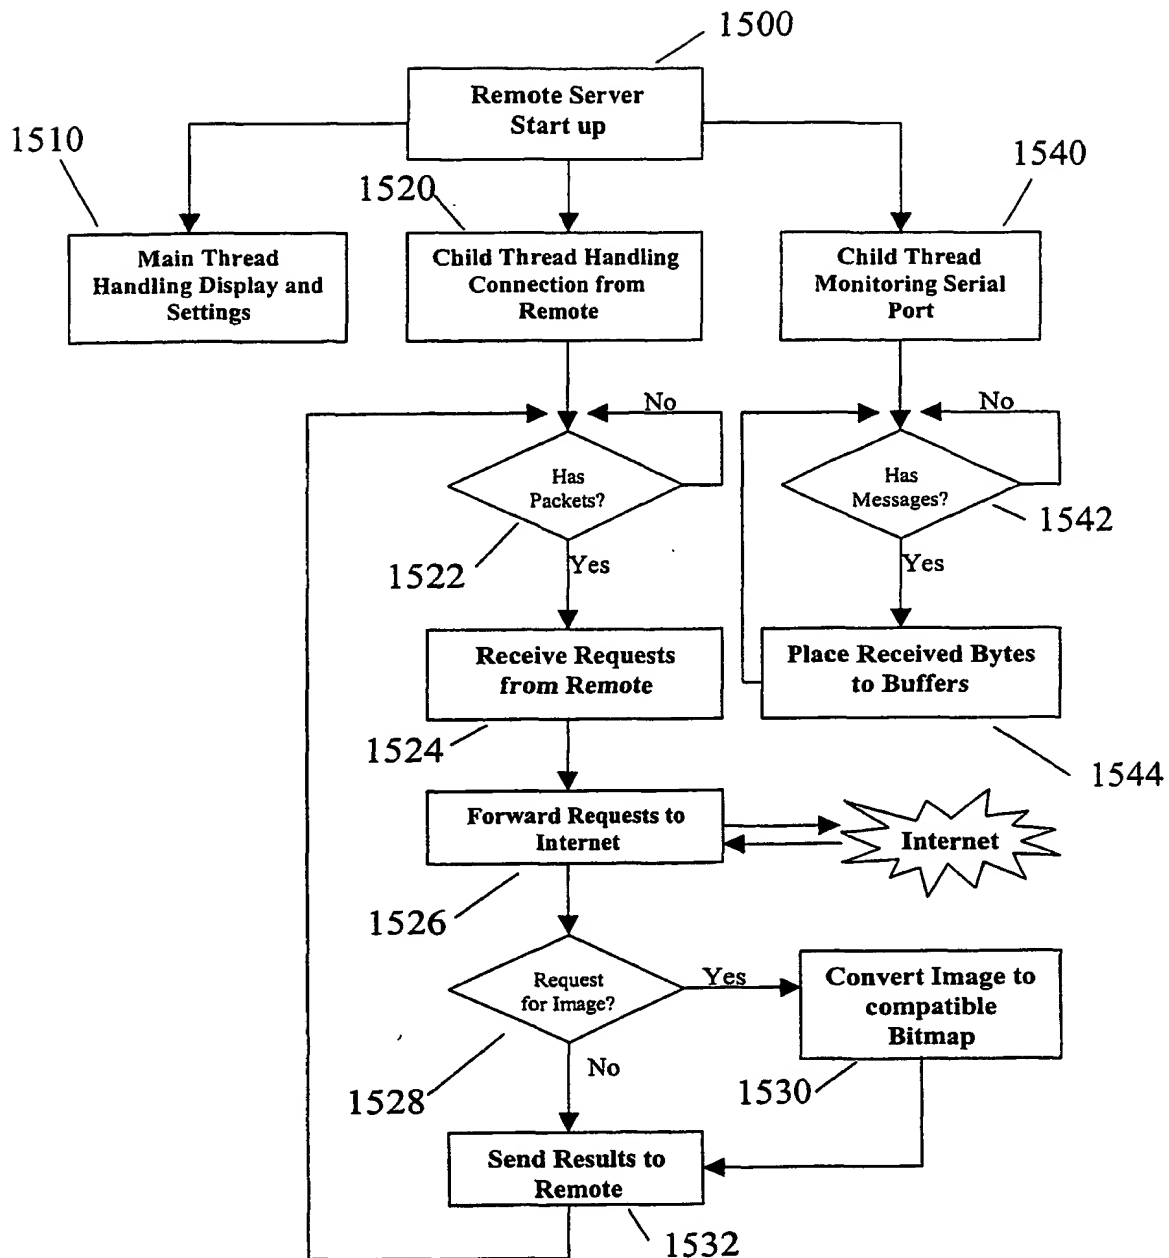 1500
Remote Server
Start up
1510
1540
1520
Main Thread
Handling Display and
Settings
Child Thread Handling
Connection from
Remote
Child Thread
Monitoring Serial
Port
No
No
Has
Packets?
Has
Messages?
1542
1522
Yes
Yes
Receive Requests
from Remote
Place Received Bytes
to Buffers
1524
1544
Forward Requests to
Internet
Internet
1526
Request
for Image?
Yes
Convert Image to
compatible
Bitmap
1528
No
1530
Send Results to
Remote
1532